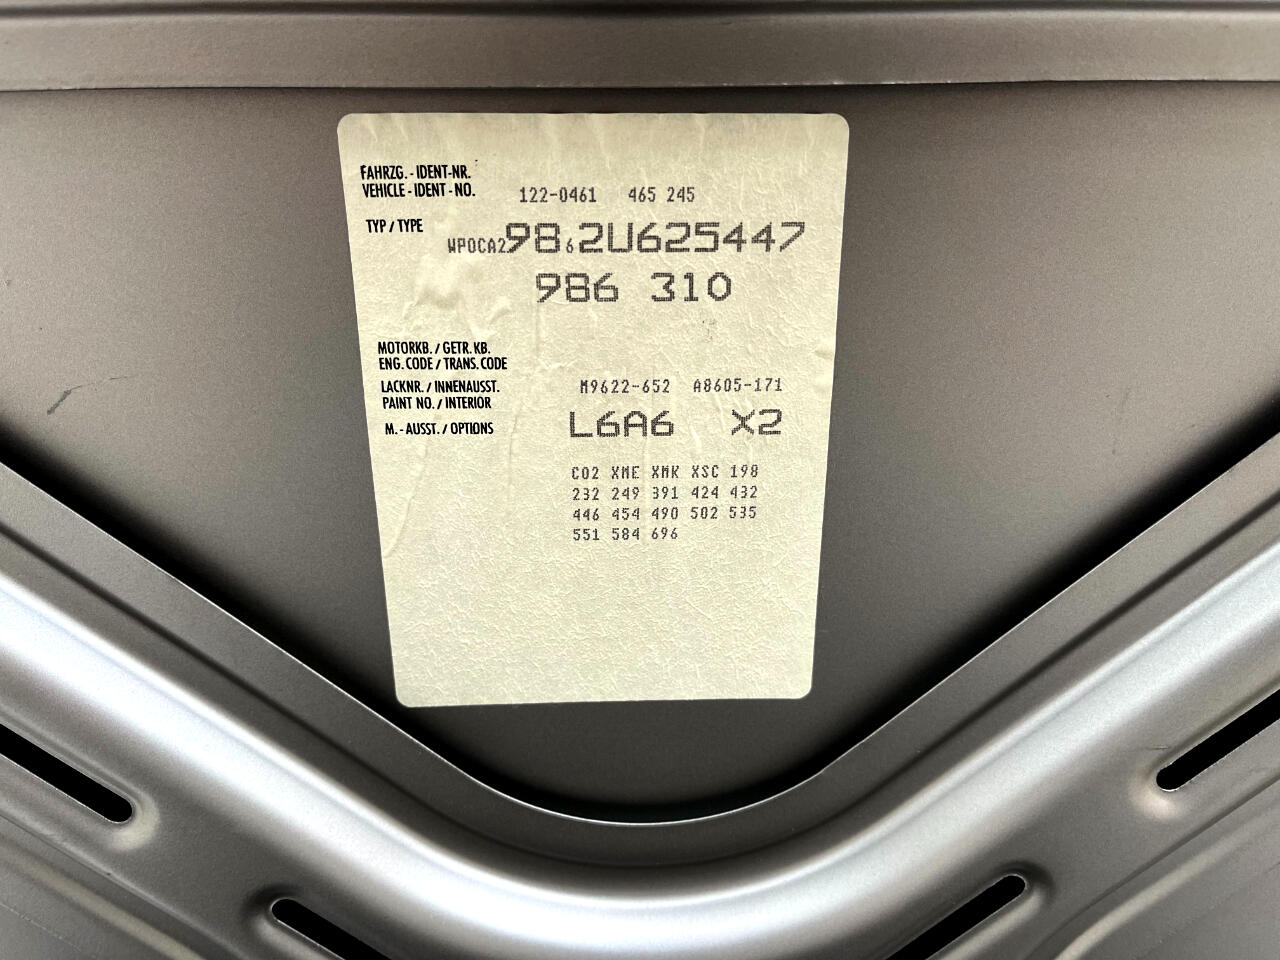 FAHRZG. - IDENT-NR.
VEHICLE - IDENT - NO.
122-0461 465 245
TYP / TYPE
WP0CA29862U625447
986 310
MOTORKB. / GETR. KB.
ENG. CODE / TRANS. CODE
LACKNR. / INNENAUSST.
PAINT NO. / INTERIOR
M9622-652 A8605-171
M. - AUSST. / OPTIONS
L6A6 X2
C02 XME XMK XSC 198
232 249 391 424 432
446 454 490 502 535
551 584 696